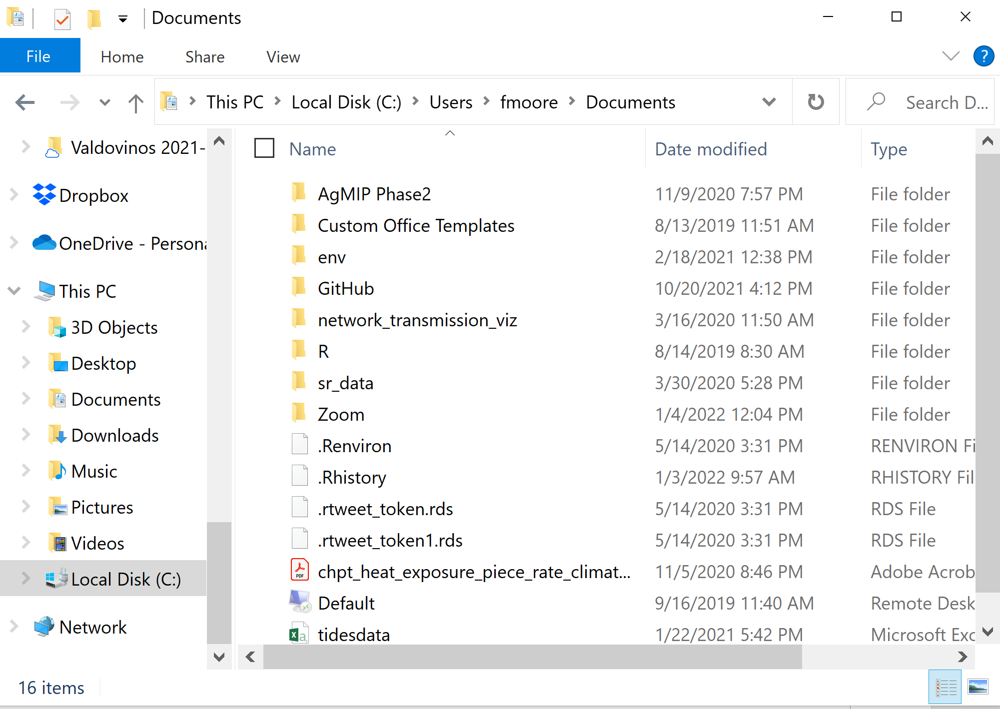 Documents
File Home Share View
This PC Local Disk (C:) Users fmoore Documents Search D...
Valdovinos 2021-
Dropbox
OneDrive - Persona
This PC
3D Objects
Desktop
Documents
Downloads
Music
Pictures
Videos
Local Disk (C:)
Network
Name Date modified Type
AgMIP Phase2 11/9/2020 7:57 PM File folder
Custom Office Templates 8/13/2019 11:51 AM File folder
env 2/18/2021 12:38 PM File folder
GitHub 10/20/2021 4:12 PM File folder
network_transmission_viz 3/16/2020 11:50 AM File folder
R 8/14/2019 8:30 AM File folder
sr_data 3/30/2020 5:28 PM File folder
Zoom 1/4/2022 12:04 PM File folder
.Renviron 5/14/2020 3:31 PM RENVIRON Fi
.Rhistory 1/3/2022 9:57 AM RHISTORY Fil
.rtweet_token.rds 5/14/2020 3:31 PM RDS File
.rtweet_token1.rds 5/14/2020 3:31 PM RDS File
PDF chpt_heat_exposure_piece_rate_climat... 11/5/2020 8:46 PM Adobe Acrob
Default 9/16/2019 11:40 AM Remote Desk
tidesdata 1/22/2021 5:42 PM Microsoft Exc
16 items